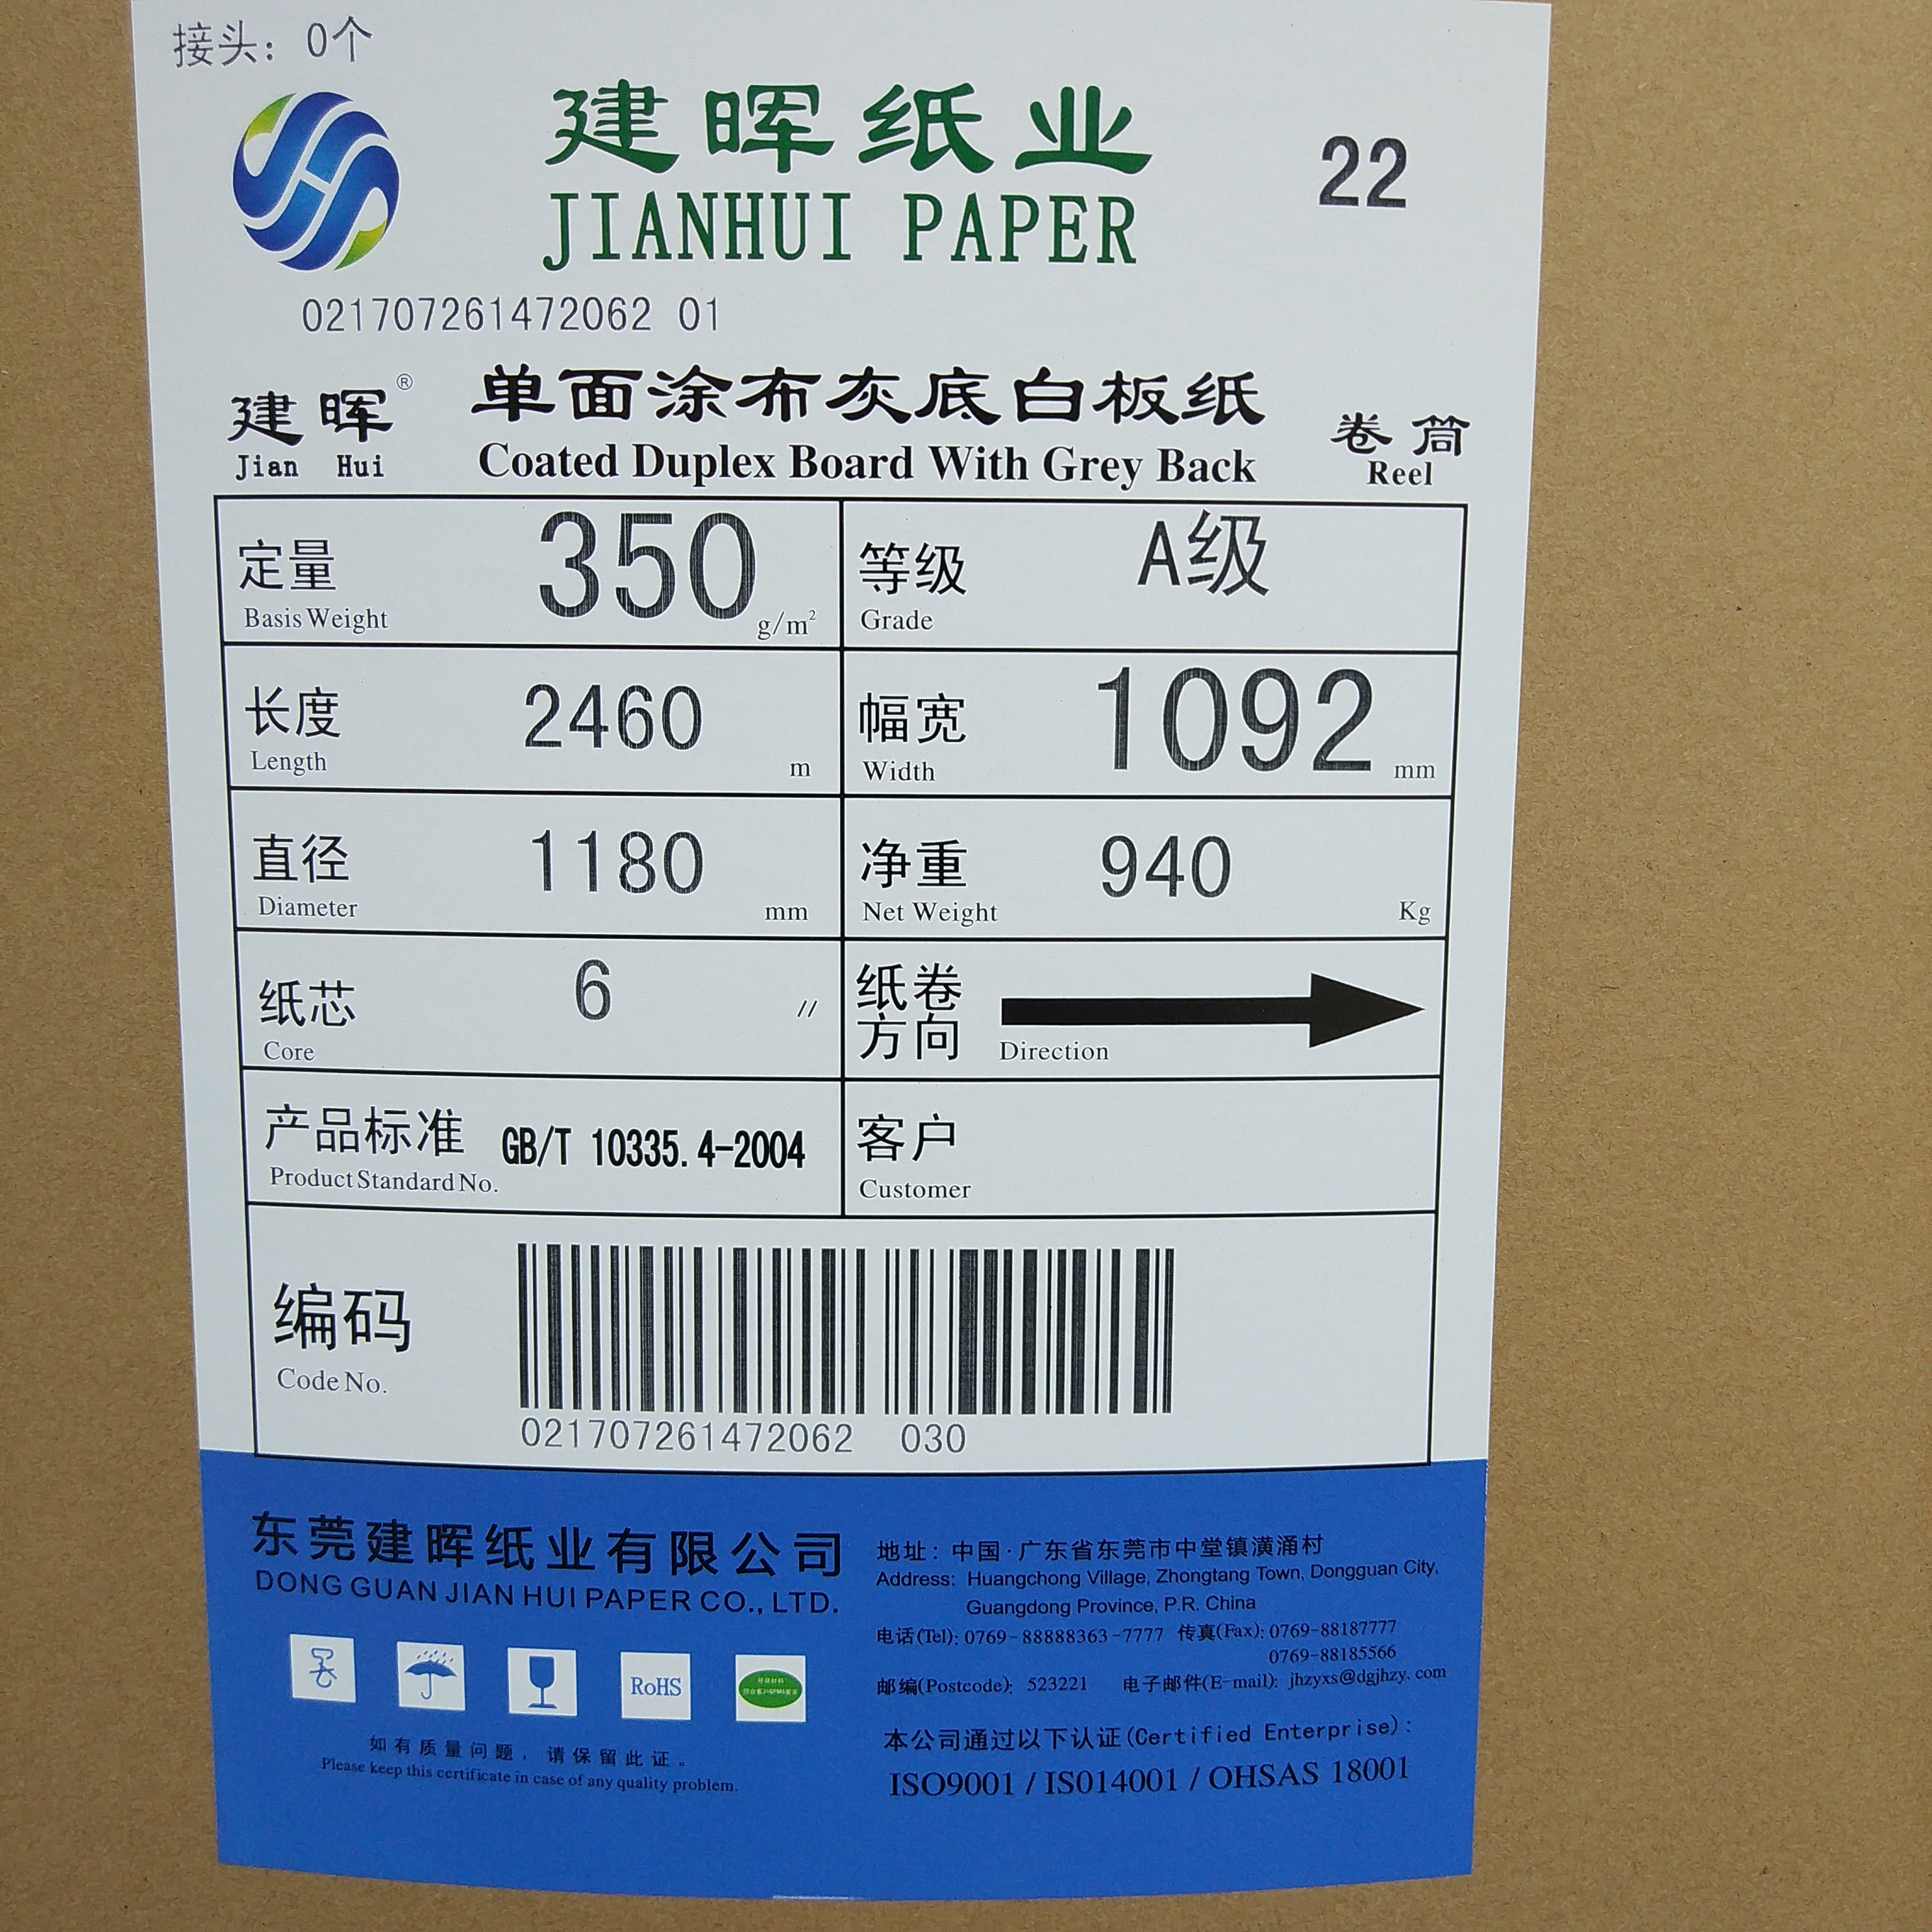 接头：0个
建晖纸业
JIANHUI PAPER
22
021707261472062 01
建晖®
Jian Hui
单面涂布灰底白板纸
Coated Duplex Board With Grey Back
卷筒
Reel
定量 350
Basis Weight g/m²
等级 A级
Grade
长度 2460
Length m
幅宽 1092
Width mm
直径 1180
Diameter mm
净重 940
Net Weight Kg
纸芯 6 〃
Core
纸卷
方向
Direction
产品标准 GB/T 10335.4-2004
Product Standard No.
客户
Customer
编码
Code No.
021707261472062 030
东莞建晖纸业有限公司
DONG GUAN JIAN HUI PAPER CO., LTD.
RoHS
如有质量问题，请保留此证。
Please keep this certificate in case of any quality problem.
地址：中国·广东省东莞市中堂镇潢涌村
Address: Huangchong Village, Zhongtang Town, Dongguan City,
Guangdong Province, P.R. China
电话(Tel): 0769-88888363-7777 传真(Fax): 0769-88187777
0769-88185566
邮编(Postcode): 523221 电子邮件(E-mail): jhzyxs@dgjhzy.com
本公司通过以下认证(Certified Enterprise):
ISO9001 / ISO14001 / OHSAS 18001